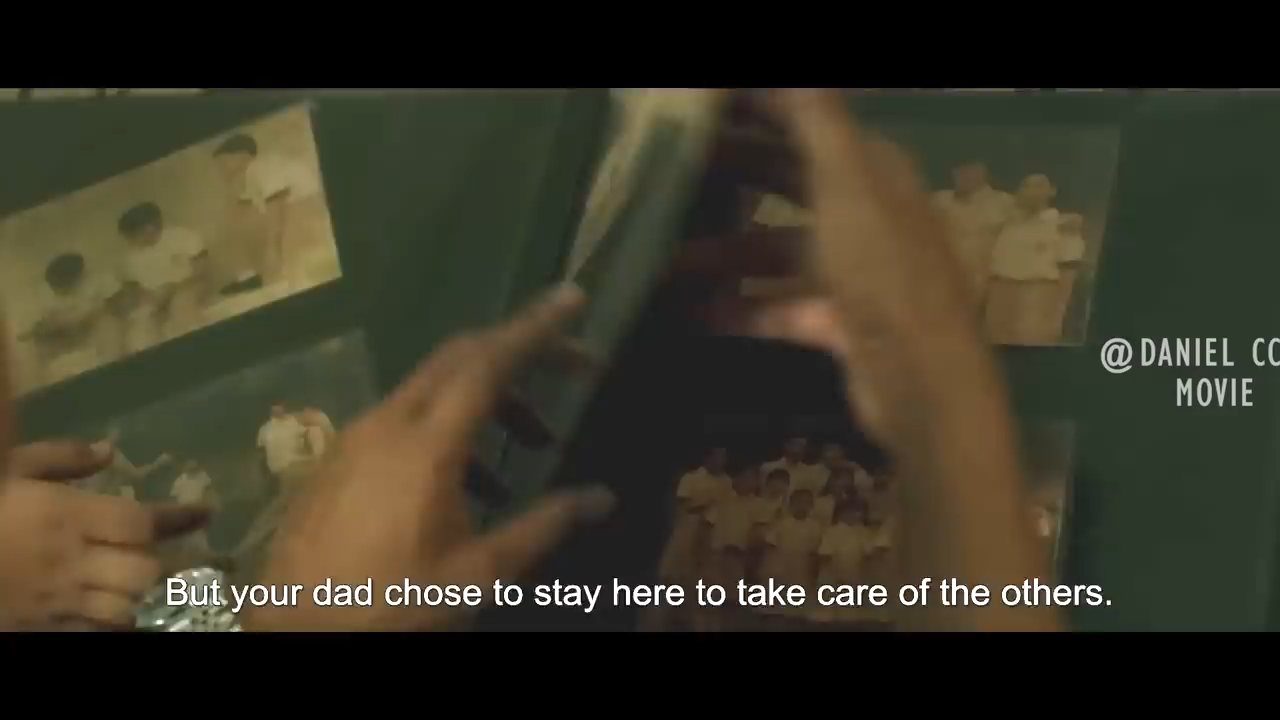 @DANIEL CO
MOVIE
But your dad chose to stay here to take care of the others.